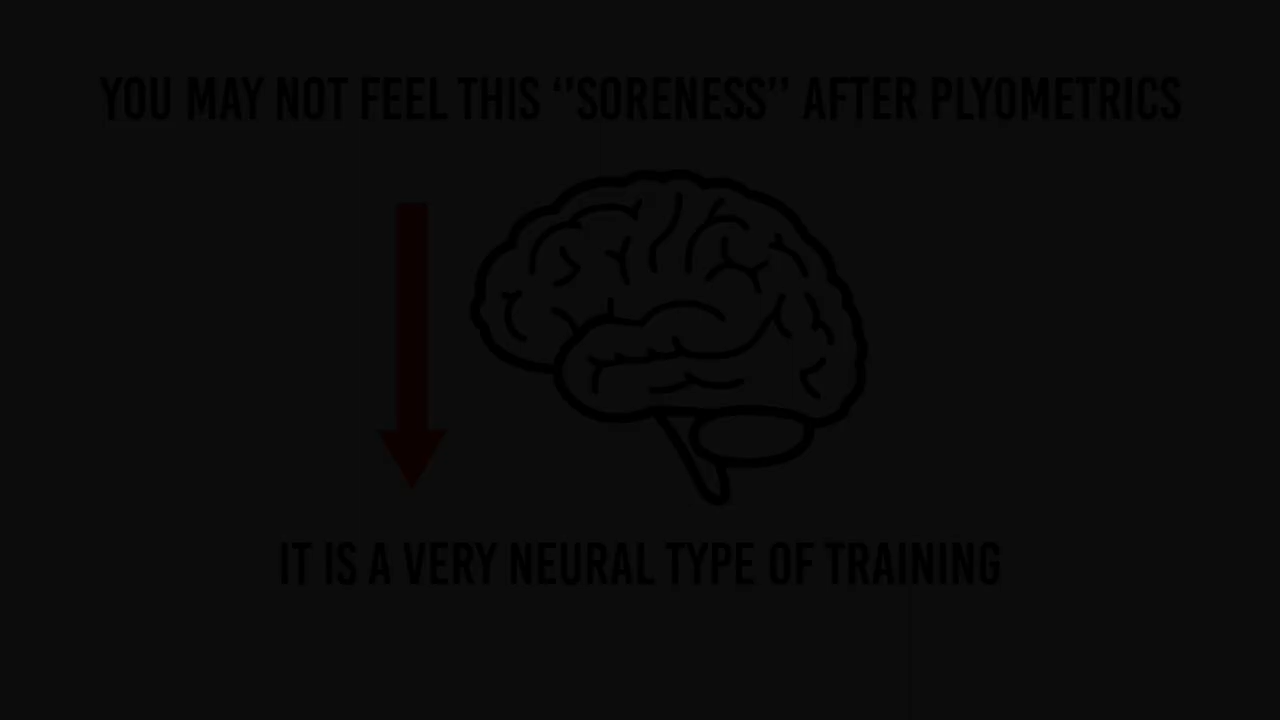 YOU MAY NOT FEEL THIS ‘’SORENESS’’ AFTER PLYOMETRICS
IT IS A VERY NEURAL TYPE OF TRAINING